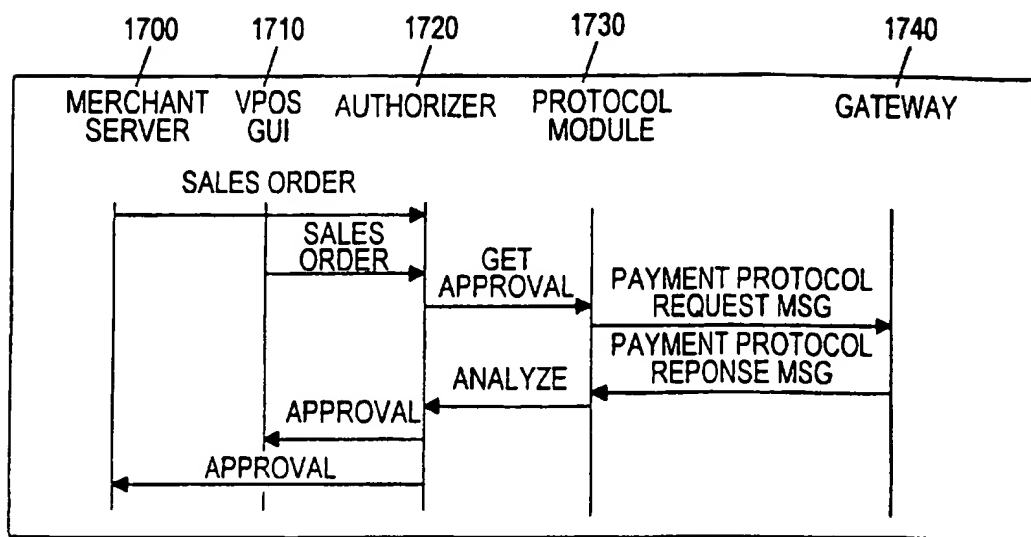 1700 1710 1720 1730 1740
MERCHANT SERVER
VPOS GUI
AUTHORIZER
PROTOCOL MODULE
GATEWAY
SALES ORDER
SALES
ORDER
GET
APPROVAL
PAYMENT PROTOCOL
REQUEST MSG
PAYMENT PROTOCOL
REPONSE MSG
ANALYZE
APPROVAL
APPROVAL